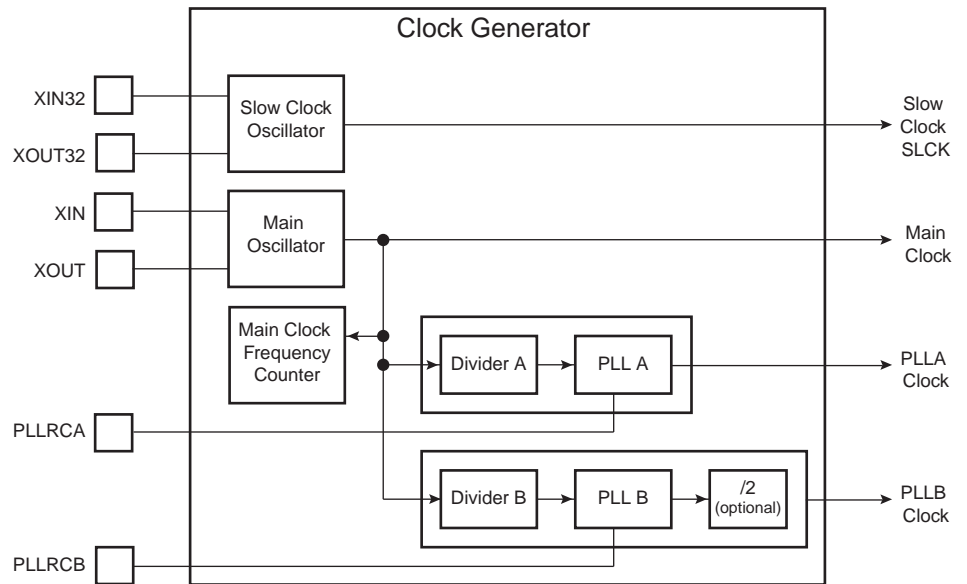 Clock Generator
XIN32
Slow Clock
Oscillator
Slow
Clock
SLCK
XOUT32
XIN
Main
Oscillator
Main
Clock
XOUT
Main Clock
Frequency
Counter
Divider A
PLL A
PLLA
Clock
PLLRCA
Divider B
PLL B
/2
(optional)
PLLB
Clock
PLLRCB